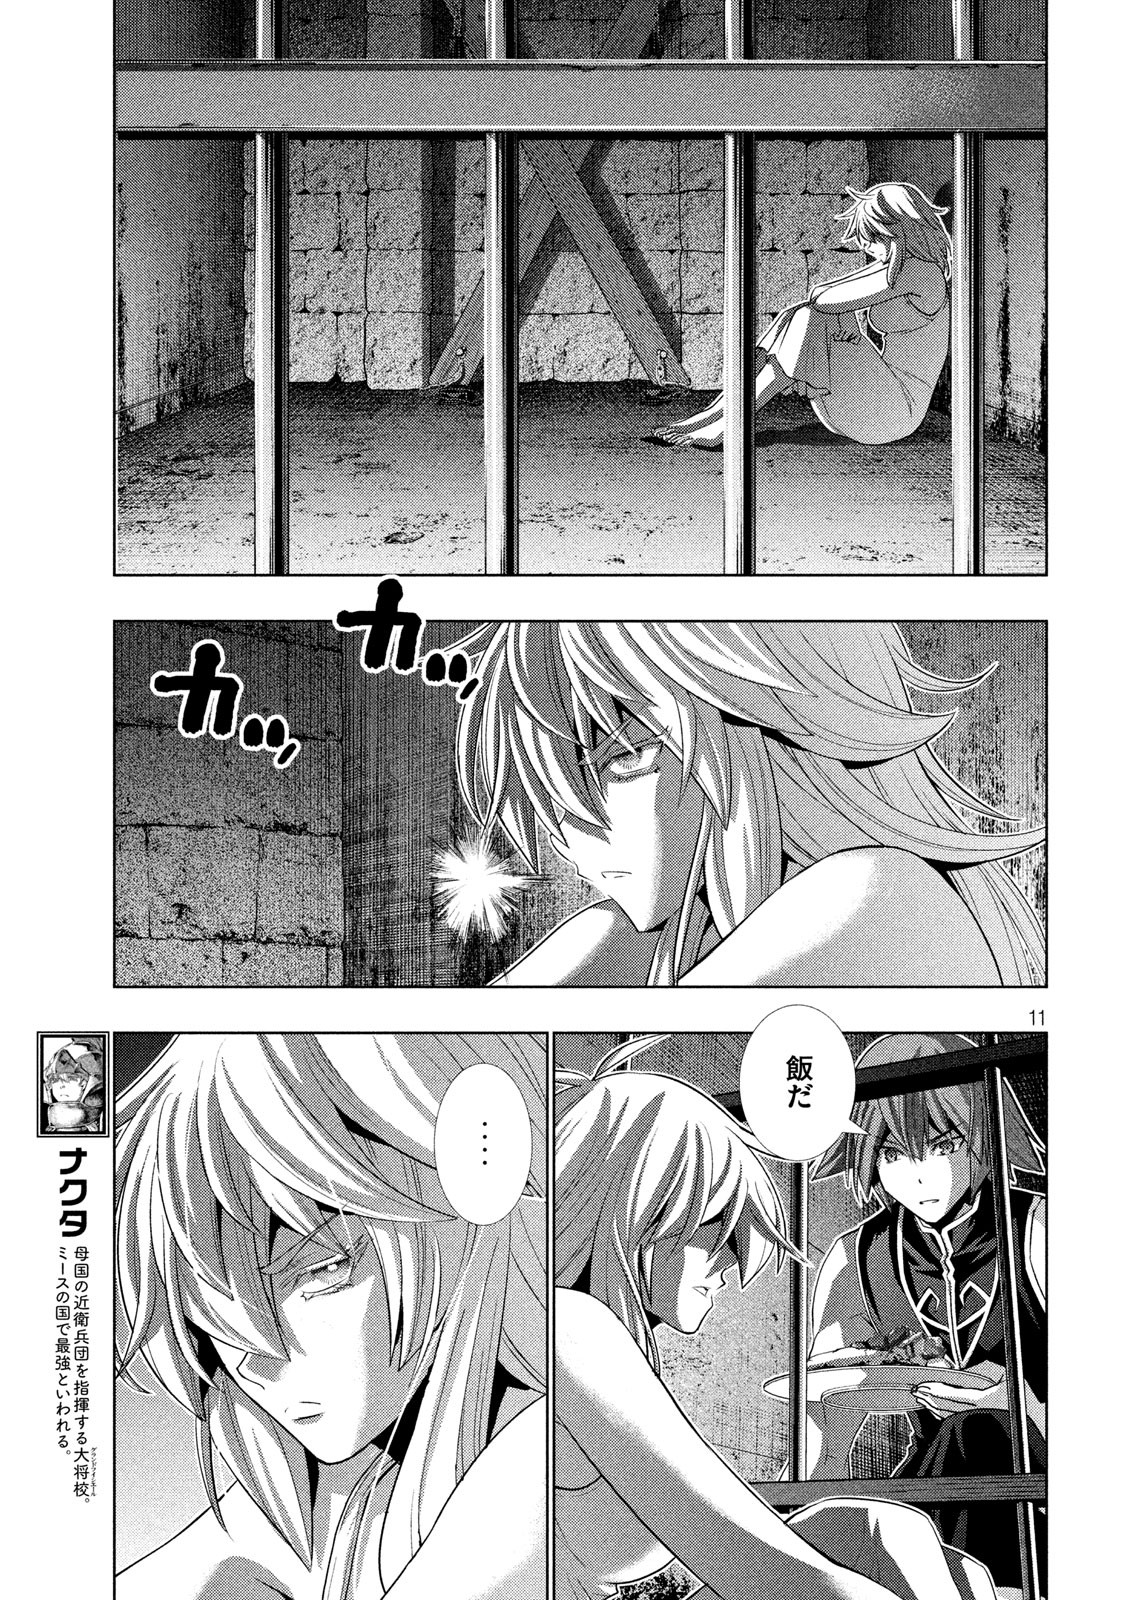 カッ
カッ
11
飯だ
・・・・
ナクタ
母国の近衛兵団を指揮する大将校。
ミースの国で最強といわれる。